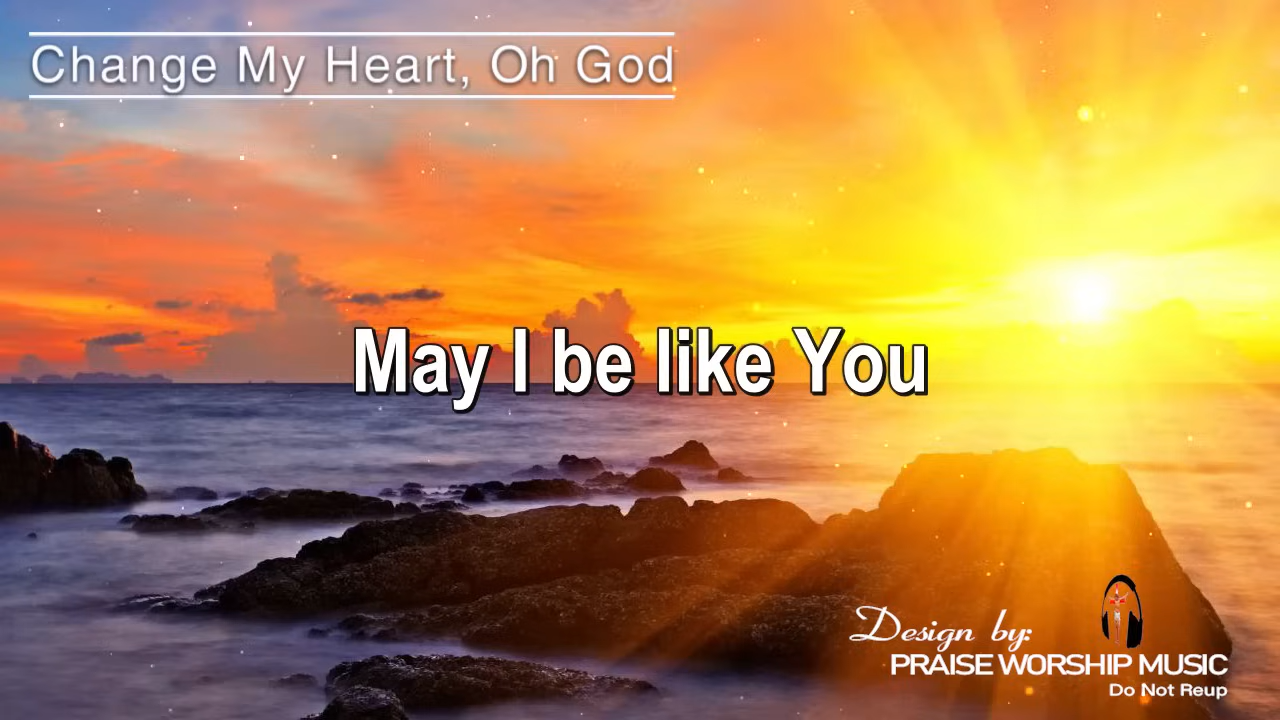 Change My Heart, Oh God
May I be like You
Design by:
PRAISE WORSHIP MUSIC
Do Not Reup